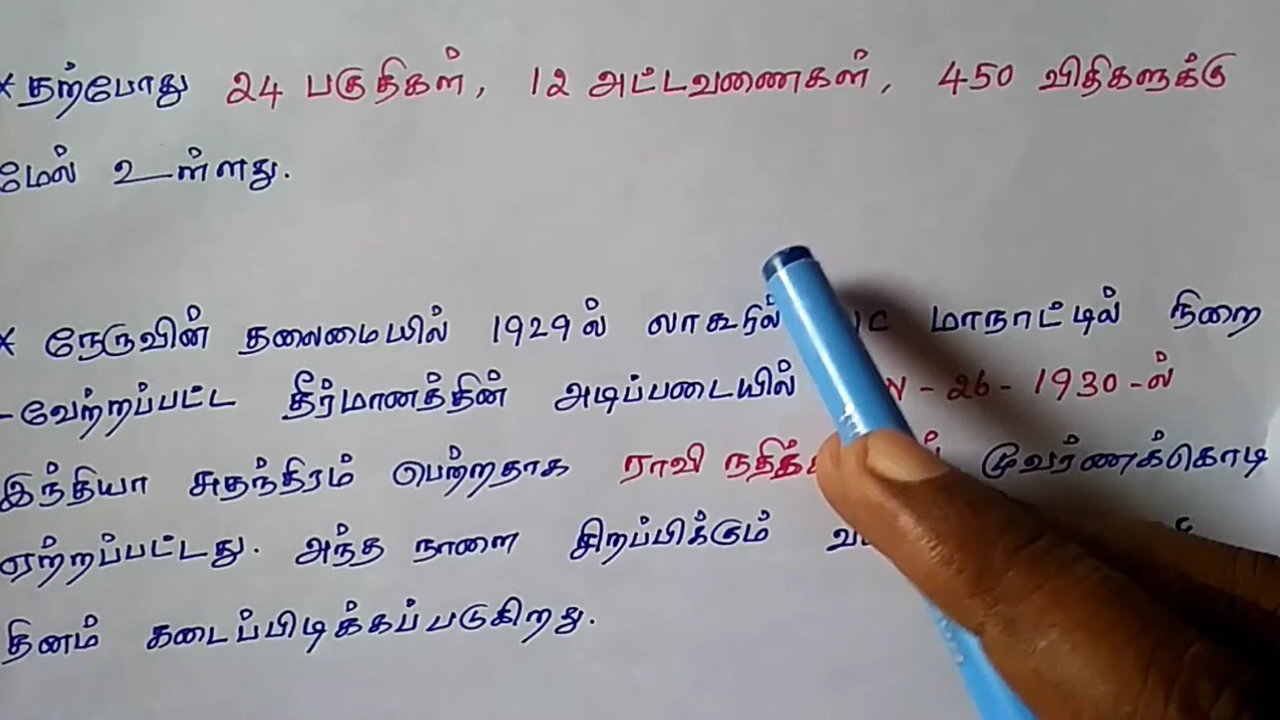 * தற்போது 24 பகுதிகள், 12 அட்டவணைகள், 450 விதிகளுக்கு
மேல் உள்ளது.
* நேருவின் தலைமையில் 1929ல் லாகூரில் மாநாட்டில் நிறை
-வேற்றப்பட்ட தீர்மானத்தின் அடிப்படையில் - 26 - 1930 -ல்
இந்தியா சுதந்திரம் பெற்றதாக ராவி மூவர்ணக்கொடி
ஏற்றப்பட்டது. அந்த நாளை சிறப்பிக்கும்
தினம் கடைப்பிடிக்கப்படுகிறது.